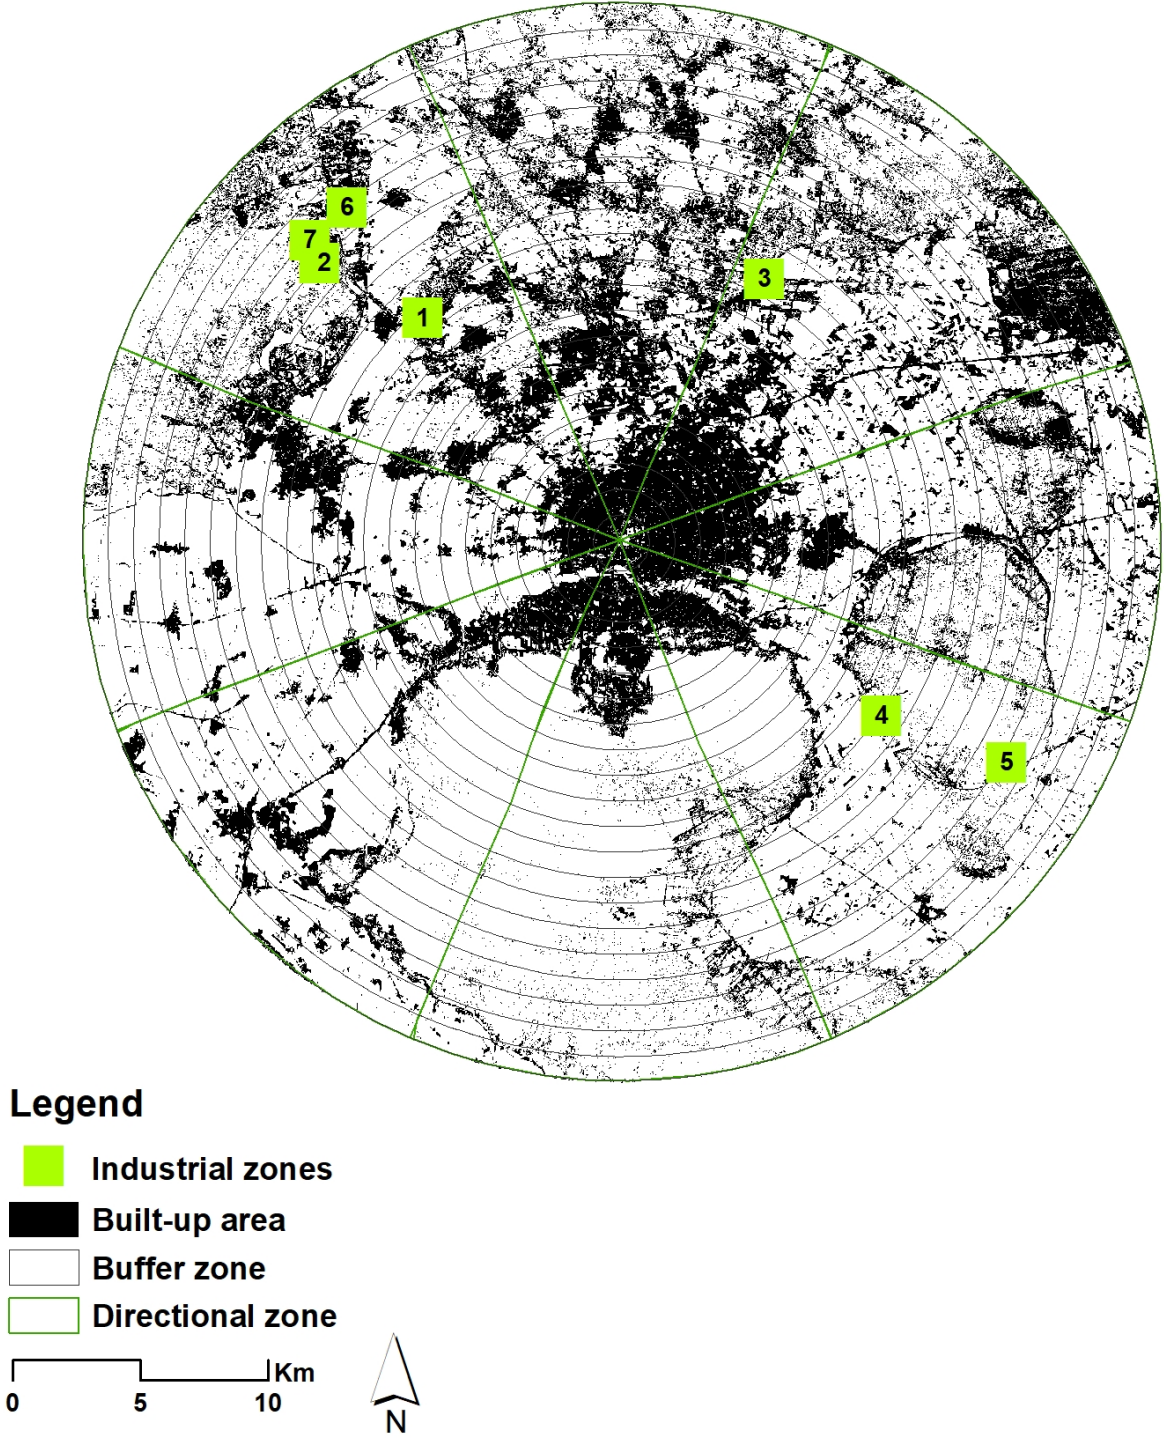 6
7
2
3
1
4
5
Legend
Industrial zones
Built-up area
Buffer zone
Directional zone
Km
0 5 10
N